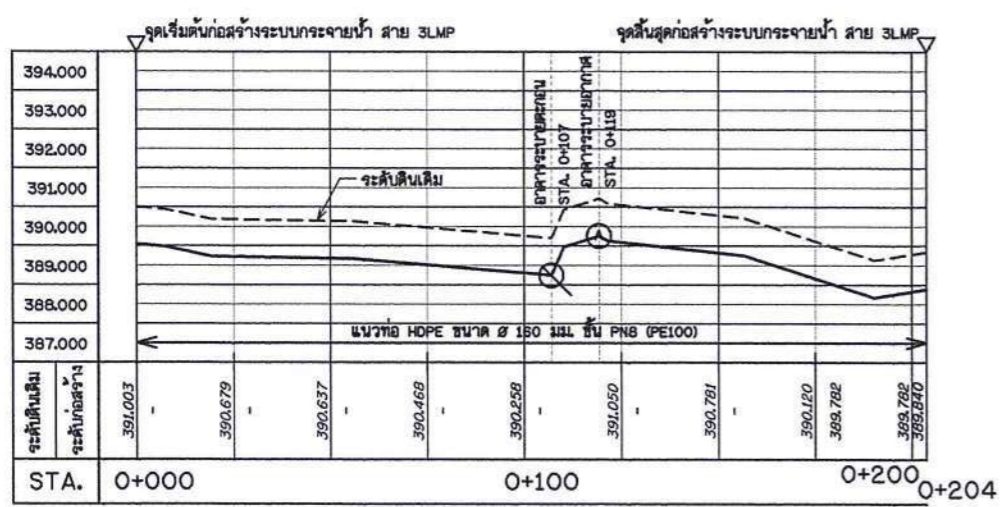 จุดเริ่มต้นก่อสร้างระบบกระจายน้ำ สาย 3LMP
จุดสิ้นสุดก่อสร้างระบบกระจายน้ำ สาย 3LMP
394.000
393.000
392.000
391.000
390.000
389.000
388.000
387.000
อาคารระบายตะกอน
STA. 0+107
อาคารระบายอากาศ
STA. 0+119
ระดับดินเดิม
แนวท่อ HDPE ขนาด Ø 160 มม. ชั้น PN8 (PE100)
ระดับดินเดิม
ระดับก่อสร้าง
391.003 -
390.679 -
390.637 -
390.468 -
390.258 -
391.050 -
390.781 -
390.120
389.782
389.782
389.840
STA. 0+000 0+100 0+200 0+204